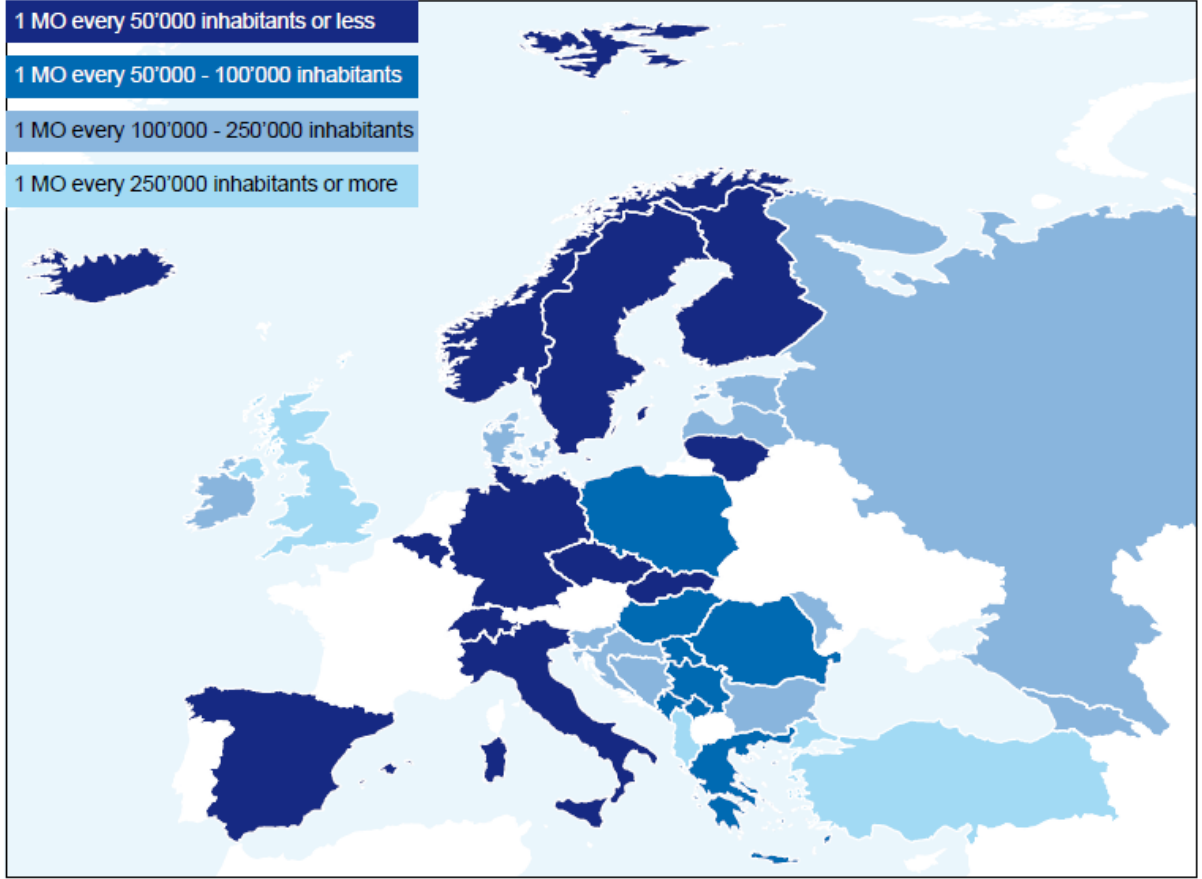 1 MO every 50'000 inhabitants or less
1 MO every 50'000 - 100'000 inhabitants
1 MO every 100'000 - 250'000 inhabitants
1 MO every 250'000 inhabitants or more